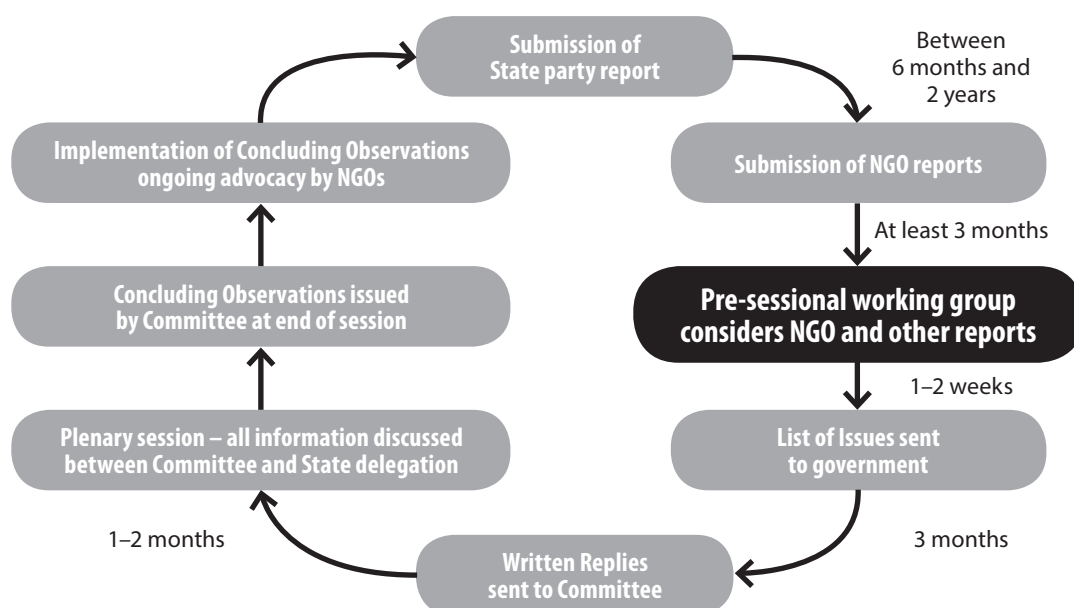 Submission of
State party report
Between
6 months and
2 years
Submission of NGO reports
At least 3 months
Pre-sessional working group
considers NGO and other reports
1–2 weeks
List of Issues sent
to government
3 months
Written Replies
sent to Committee
1–2 months
Plenary session – all information discussed
between Committee and State delegation
Concluding Observations issued
by Committee at end of session
Implementation of Concluding Observations
ongoing advocacy by NGOs